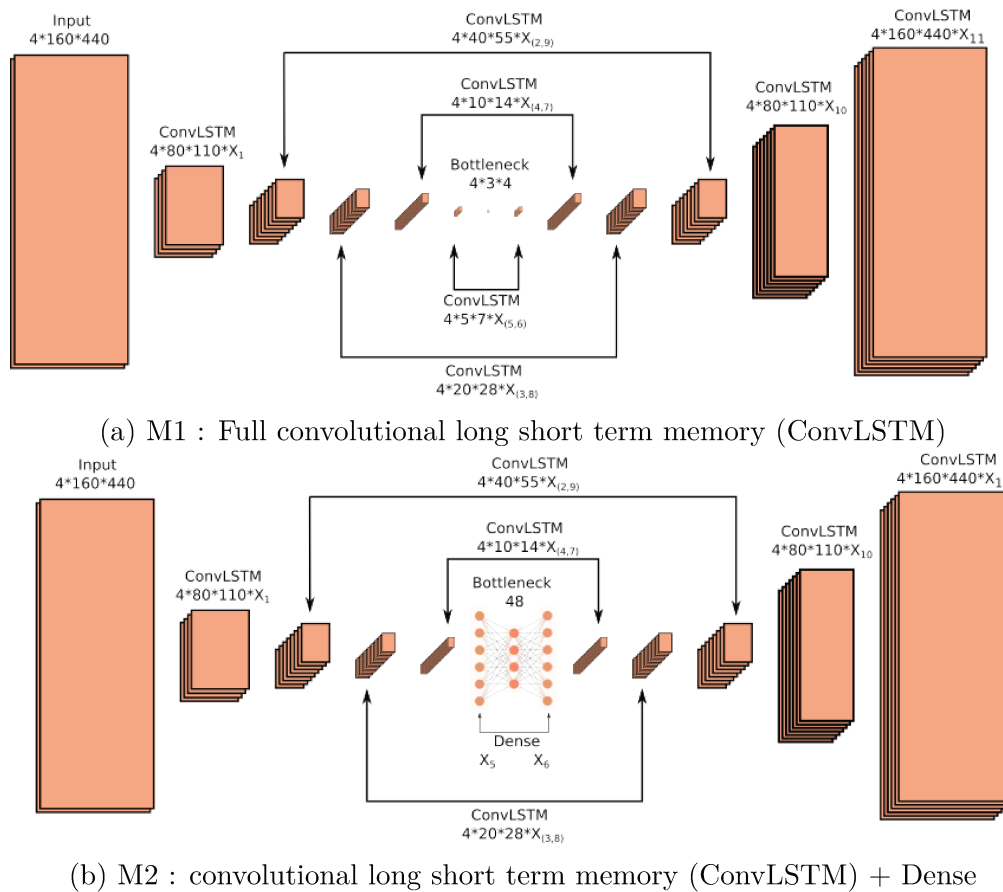 Input
4*160*440
ConvLSTM
4*40*55*X(2,9)
ConvLSTM
4*160*440*X11
ConvLSTM
4*10*14*X(4,7)
ConvLSTM
4*80*110*X10
ConvLSTM
4*80*110*X1
Bottleneck
4*3*4
ConvLSTM
4*5*7*X(5,6)
ConvLSTM
4*20*28*X(3,8)
(a) M1 : Full convolutional long short term memory (ConvLSTM)
Input
4*160*440
ConvLSTM
4*40*55*X(2,9)
ConvLSTM
4*160*440*X1
ConvLSTM
4*10*14*X(4,7)
ConvLSTM
4*80*110*X10
ConvLSTM
4*80*110*X1
Bottleneck
48
Dense
X5 X6
ConvLSTM
4*20*28*X(3,8)
(b) M2 : convolutional long short term memory (ConvLSTM) + Dense